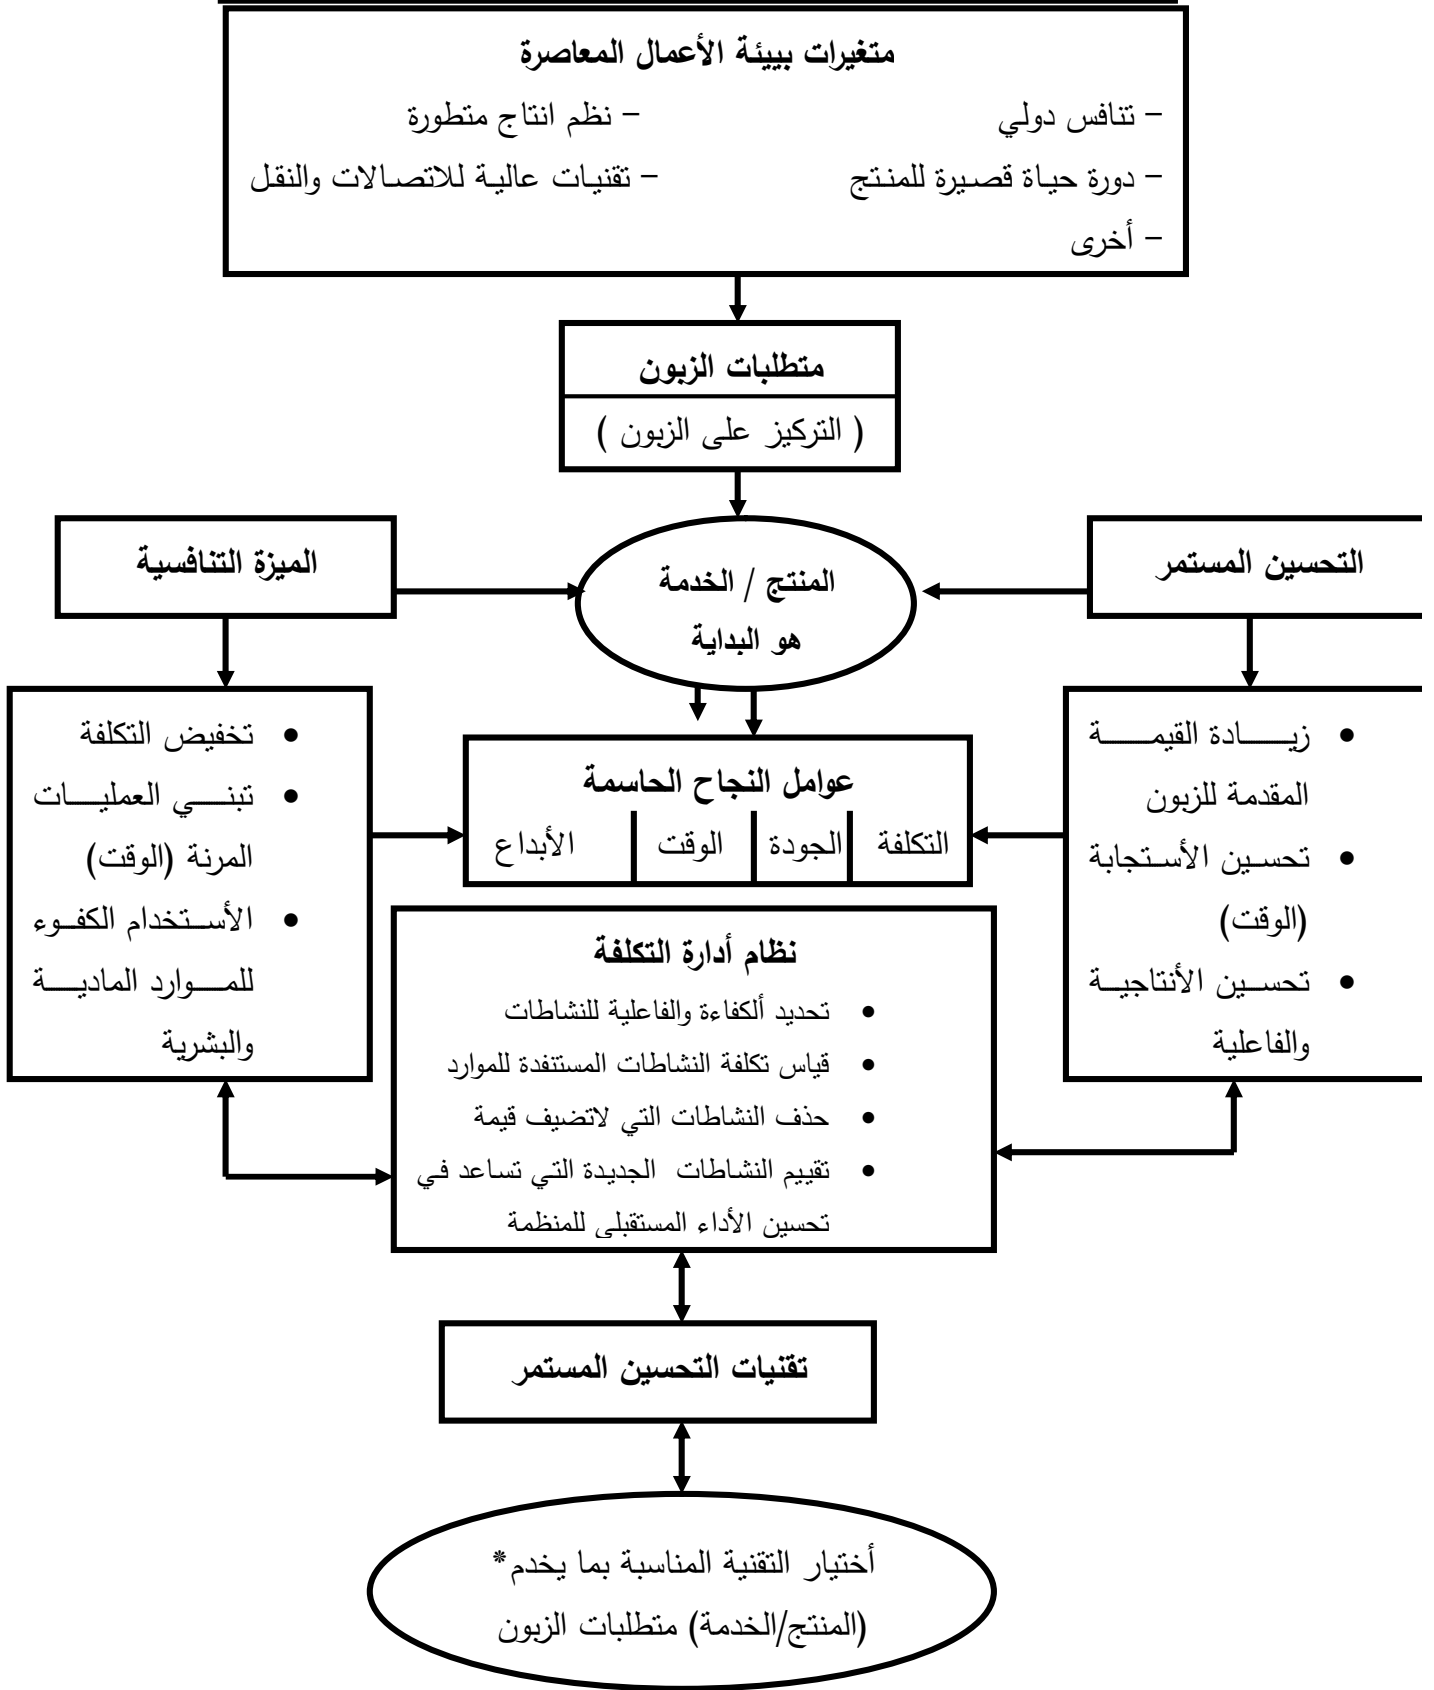 متغيرات بييئة الأعمال المعاصرة
- تنافس دولي - نظم انتاج متطورة
- دورة حياة قصيرة للمنتج - تقنيات عالية للاتصالات والنقل
- أخرى
متطلبات الزبون
( التركيز على الزبون )
التحسين المستمر
المنتج / الخدمة
هو البداية
الميزة التنافسية
• زيادة القيمة
المقدمة للزبون
• تحسين الأستجابة
(الوقت)
• تحسين الأنتاجية
والفاعلية
عوامل النجاح الحاسمة
التكلفة الجودة الوقت الأبداع
• تخفيض التكلفة
• تبني العمليات
المرنة (الوقت)
• الأستخدام الكفوء
للموارد المادية
والبشرية
نظام أدارة التكلفة
• تحديد ألكفاءة والفاعلية للنشاطات
• قياس تكلفة النشاطات المستنفدة للموارد
• حذف النشاطات التي لاتضيف قيمة
• تقييم النشاطات الجديدة التي تساعد في
تحسين الأداء المستقبلي للمنظمة
تقنيات التحسين المستمر
أختيار التقنية المناسبة بما يخدم*
(المنتج/الخدمة) متطلبات الزبون